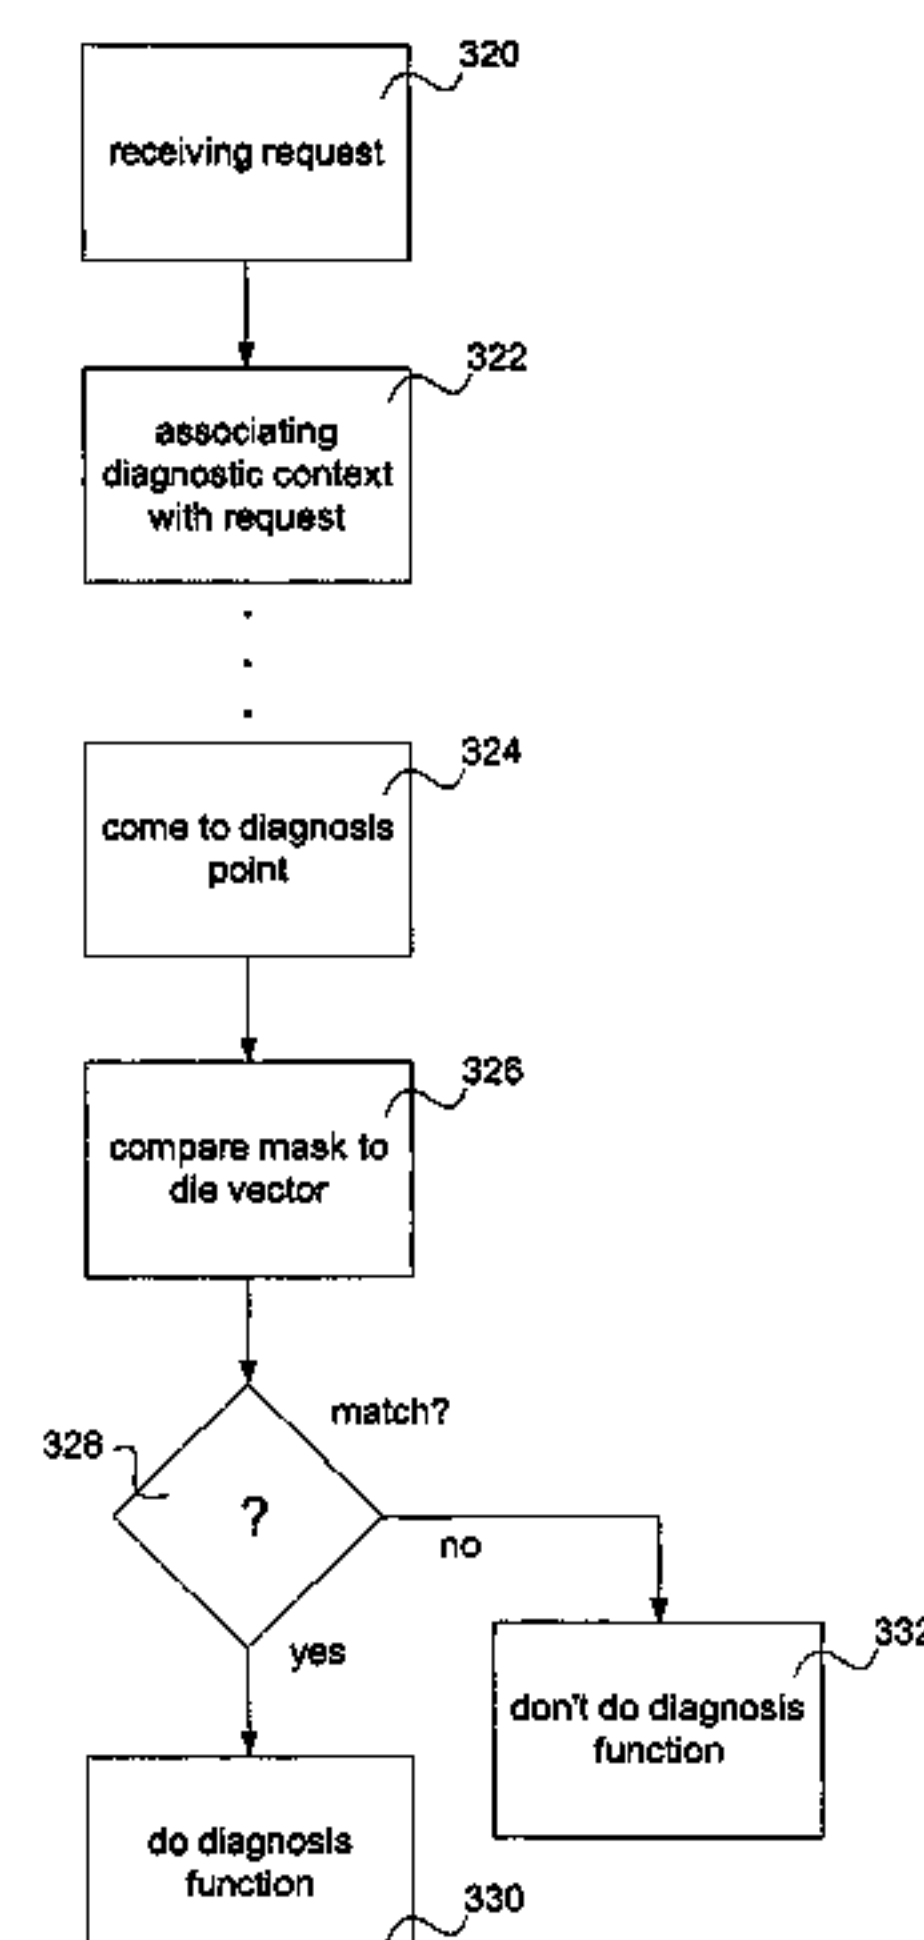 320
receiving request
322
associating
diagnostic context
with request
324
come to diagnosis
point
326
compare mask to
die vector
match?
328
?
no
yes
332
don't do diagnosis
function
do diagnosis
function
330